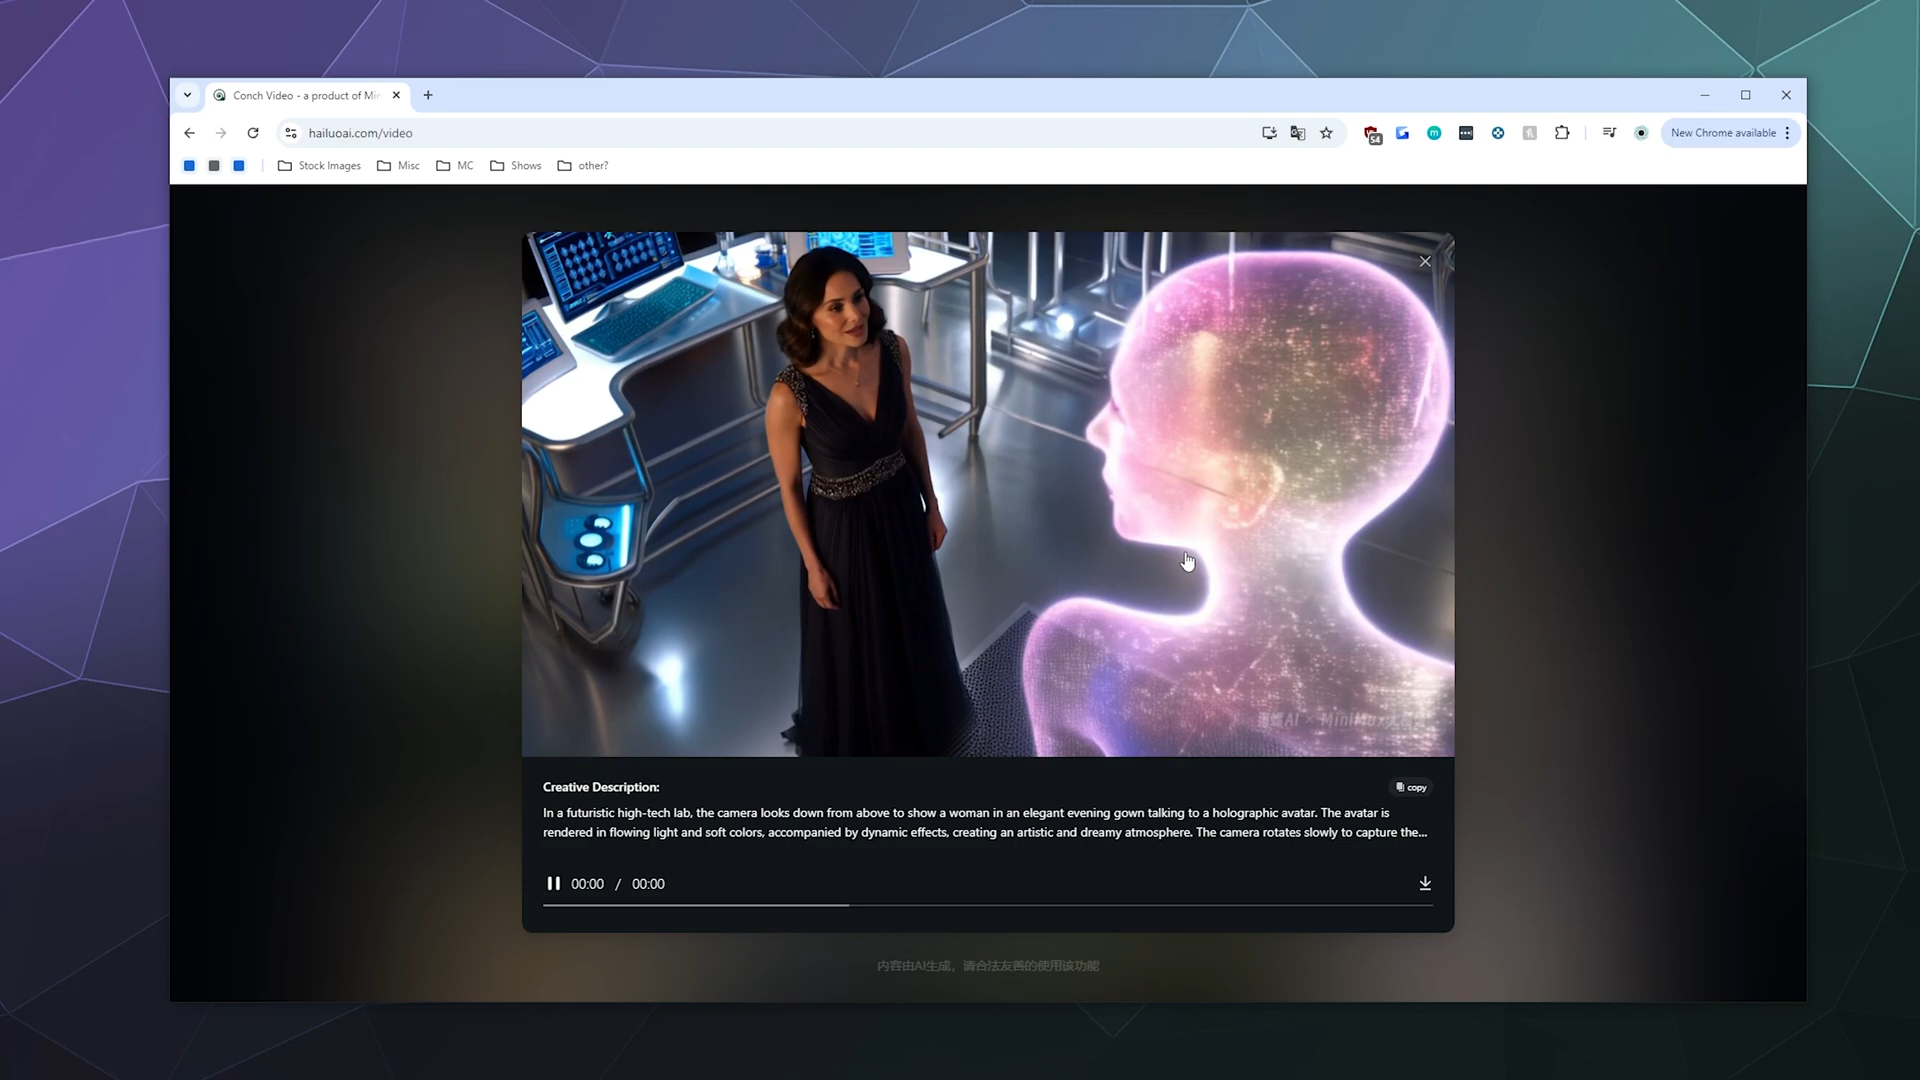 Conch Video - a product of Min
hailuoai.com/video
54
New Chrome available
Stock Images
Misc
MC
Shows
other?
AI × MiniMax
Creative Description:
copy
In a futuristic high-tech lab, the camera looks down from above to show a woman in an elegant evening gown talking to a holographic avatar. The avatar is
rendered in flowing light and soft colors, accompanied by dynamic effects, creating an artistic and dreamy atmosphere. The camera rotates slowly to capture the...
00:00 / 00:00
内容由AI生成，请合法友善的使用该功能